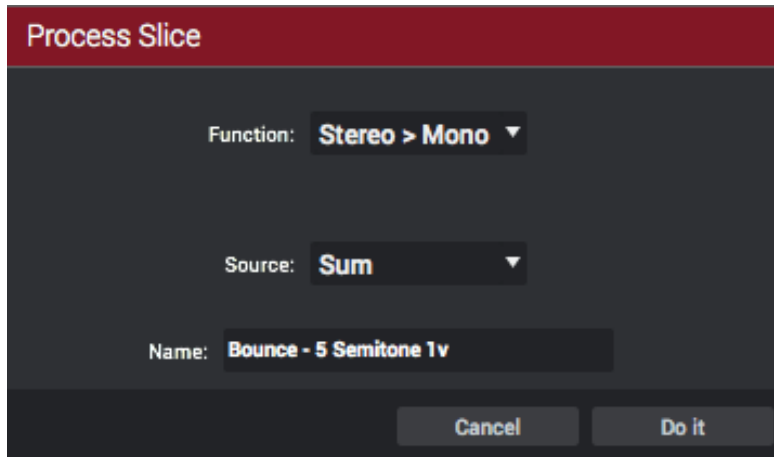 Process Slice
Function: Stereo > Mono
Source: Sum
Name: Bounce - 5 Semitone 1v
Cancel Do it